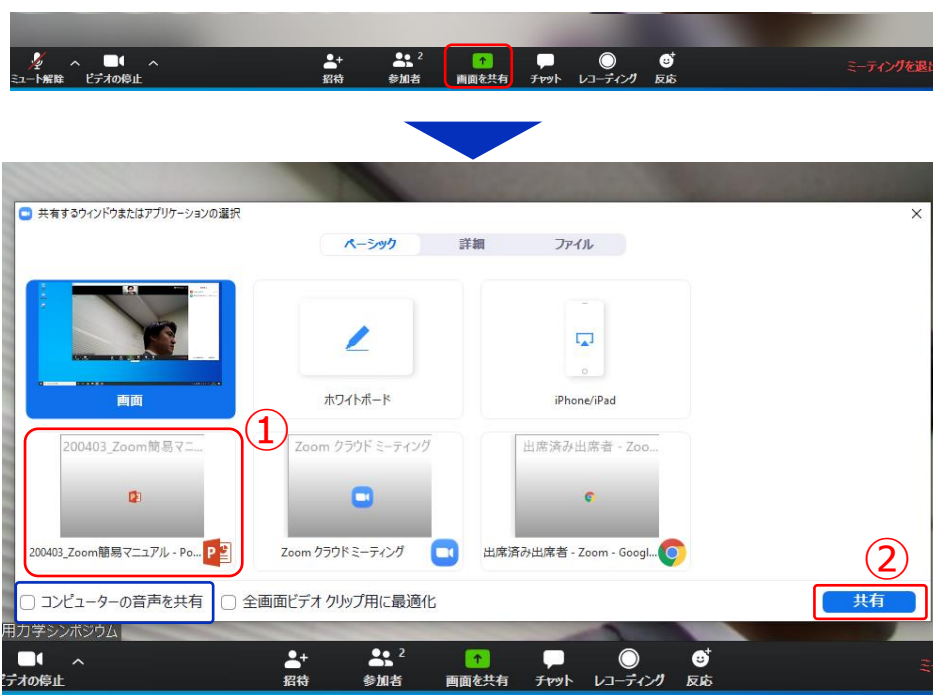 ミュート解除 ビデオの停止 招待 参加者 2 画面を共有 チャット レコーディング 反応 ミーティングを退出
共有するウィンドウまたはアプリケーションの選択
ベーシック 詳細 ファイル
画面 ホワイトボード iPhone/iPad
①
200403_Zoom簡易マニ... Zoom クラウド ミーティング 出席済み出席者 - Zoo...
200403_Zoom簡易マニュアル - Po... Zoom クラウド ミーティング 出席済み出席者 - Zoom - Googl...
②
コンピューターの音声を共有 全画面ビデオ クリップ用に最適化 共有
用力学シンポジウム
ビデオの停止 招待 参加者 2 画面を共有 チャット レコーディング 反応 ミ